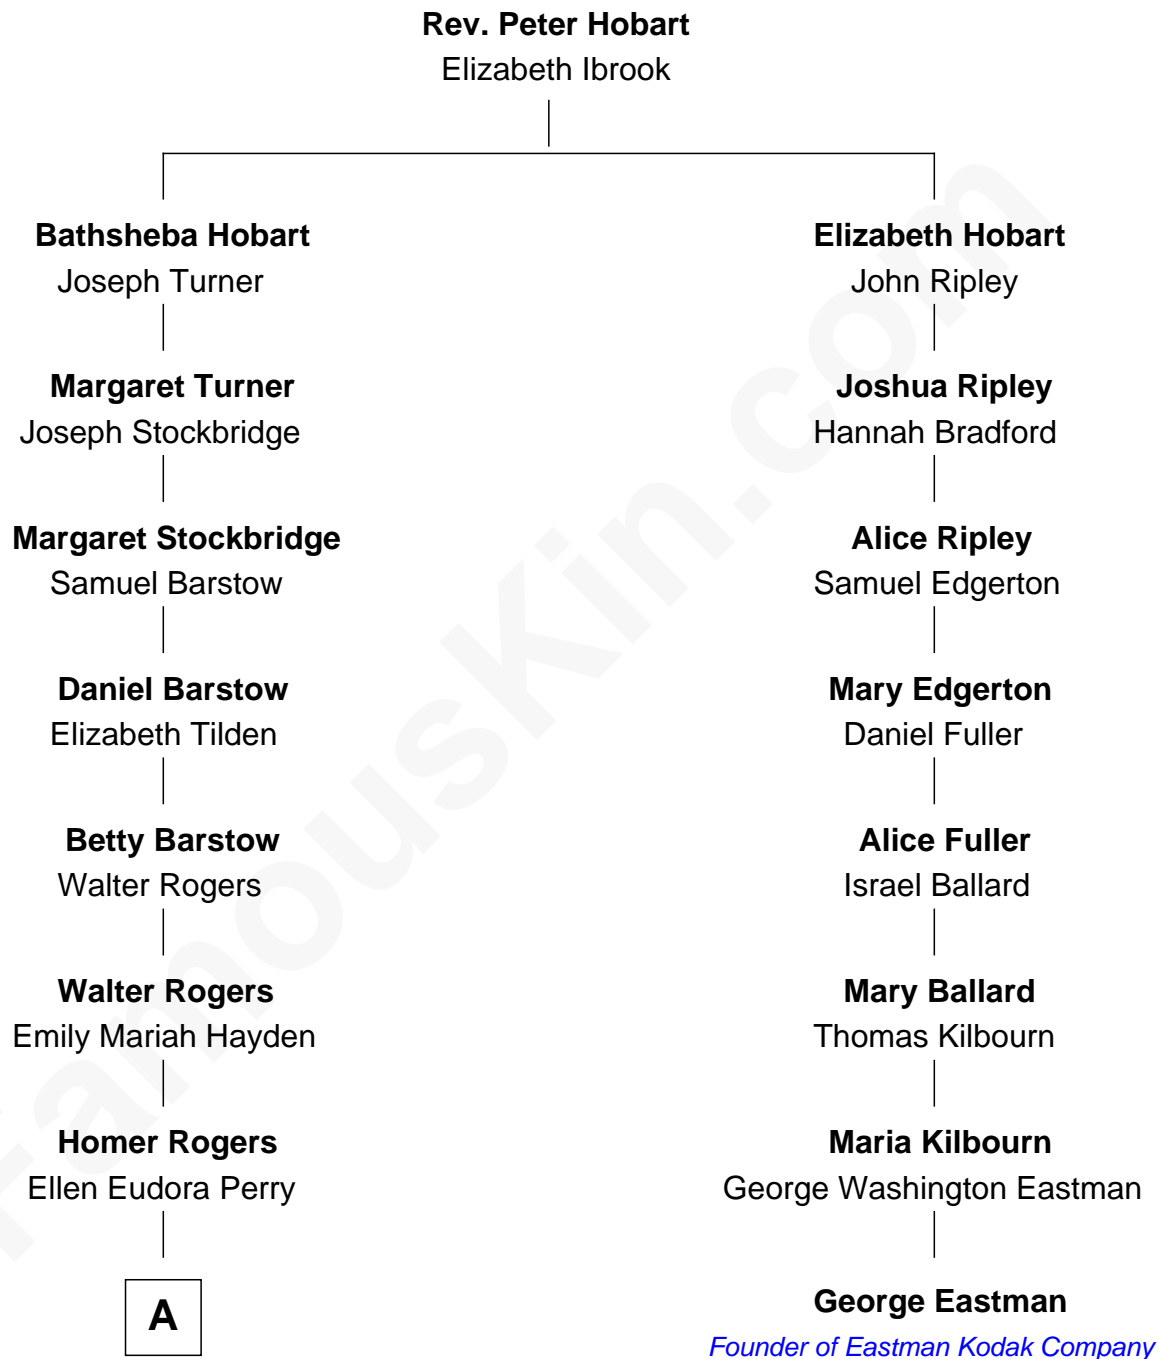 Rev. Peter Hobart
Elizabeth Ibrook
Bathsheba Hobart
Joseph Turner
Margaret Turner
Joseph Stockbridge
Margaret Stockbridge
Samuel Barstow
Daniel Barstow
Elizabeth Tilden
Betty Barstow
Walter Rogers
Walter Rogers
Emily Mariah Hayden
Homer Rogers
Ellen Eudora Perry
A
Elizabeth Hobart
John Ripley
Joshua Ripley
Hannah Bradford
Alice Ripley
Samuel Edgerton
Mary Edgerton
Daniel Fuller
Alice Fuller
Israel Ballard
Mary Ballard
Thomas Kilbourn
Maria Kilbourn
George Washington Eastman
George Eastman
Founder of Eastman Kodak Company
FamousKin.com